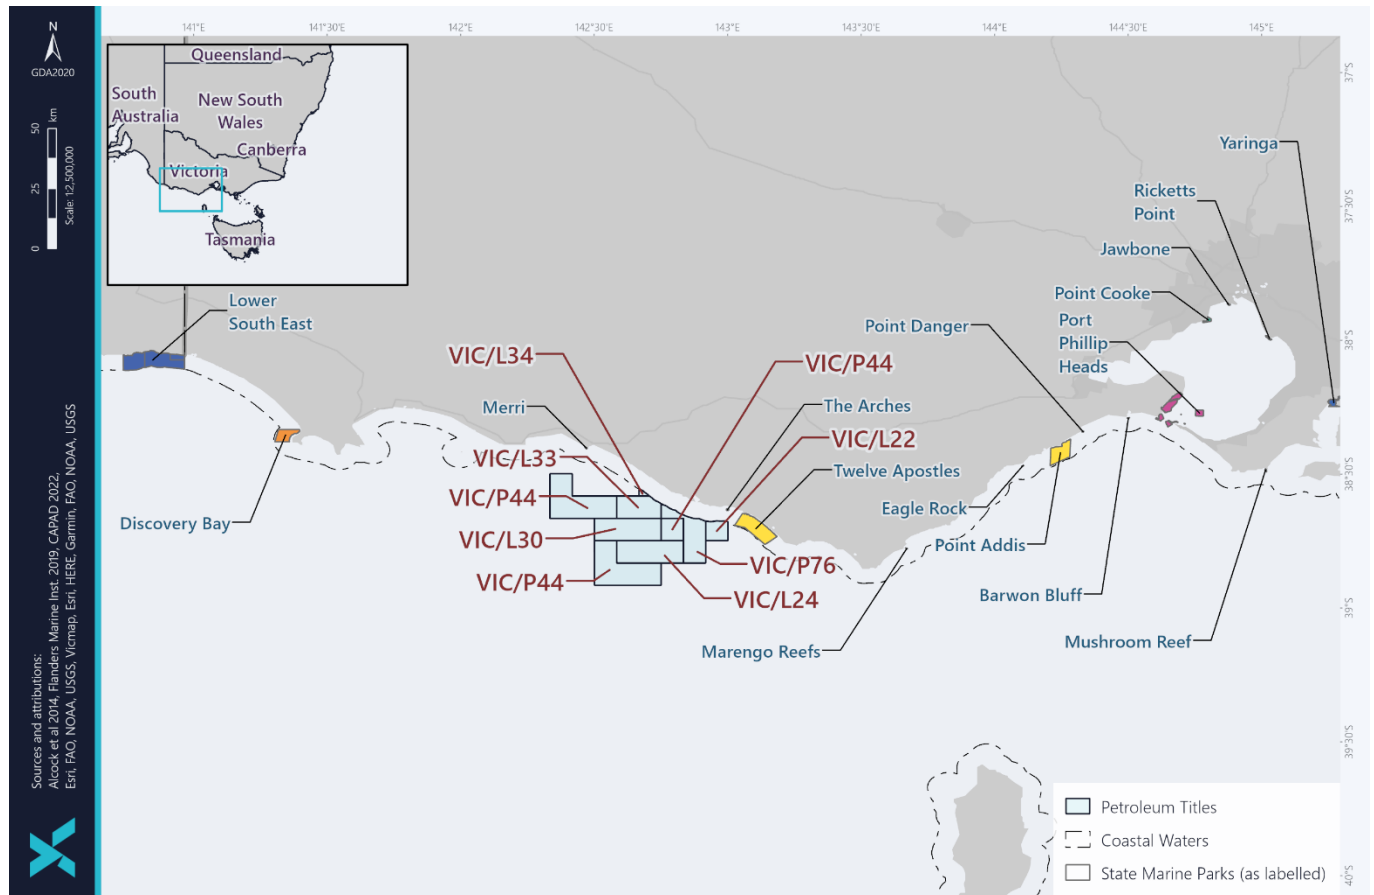 141°E
141°30'E
142°E
142°30'E
143°E
143°30'E
144°E
144°30'E
145°E
N
GDA2020
km
50
25
0
Scale: 1:2,500,000
Queensland
South
Australia
New South
Wales
Canberra
Victoria
Tasmania
37°S
37°30'S
38°S
38°30'S
39°S
39°30'S
40°S
Yaringa
Ricketts
Point
Jawbone
Point Cooke
Port
Phillip
Heads
Point Danger
Lower
South East
VIC/L34
VIC/P44
Merri
The Arches
VIC/L22
VIC/L33
Twelve Apostles
VIC/P44
Eagle Rock
Discovery Bay
VIC/L30
Point Addis
VIC/P76
VIC/P44
VIC/L24
Barwon Bluff
Marengo Reefs
Mushroom Reef
Sources and attributions:
Alcock et al 2014, Flanders Marine Inst. 2019, CAPAD 2022,
Esri, FAO, NOAA, USGS, Vicmap, Esri, HERE, Garmin, FAO, NOAA, USGS
Petroleum Titles
Coastal Waters
State Marine Parks (as labelled)